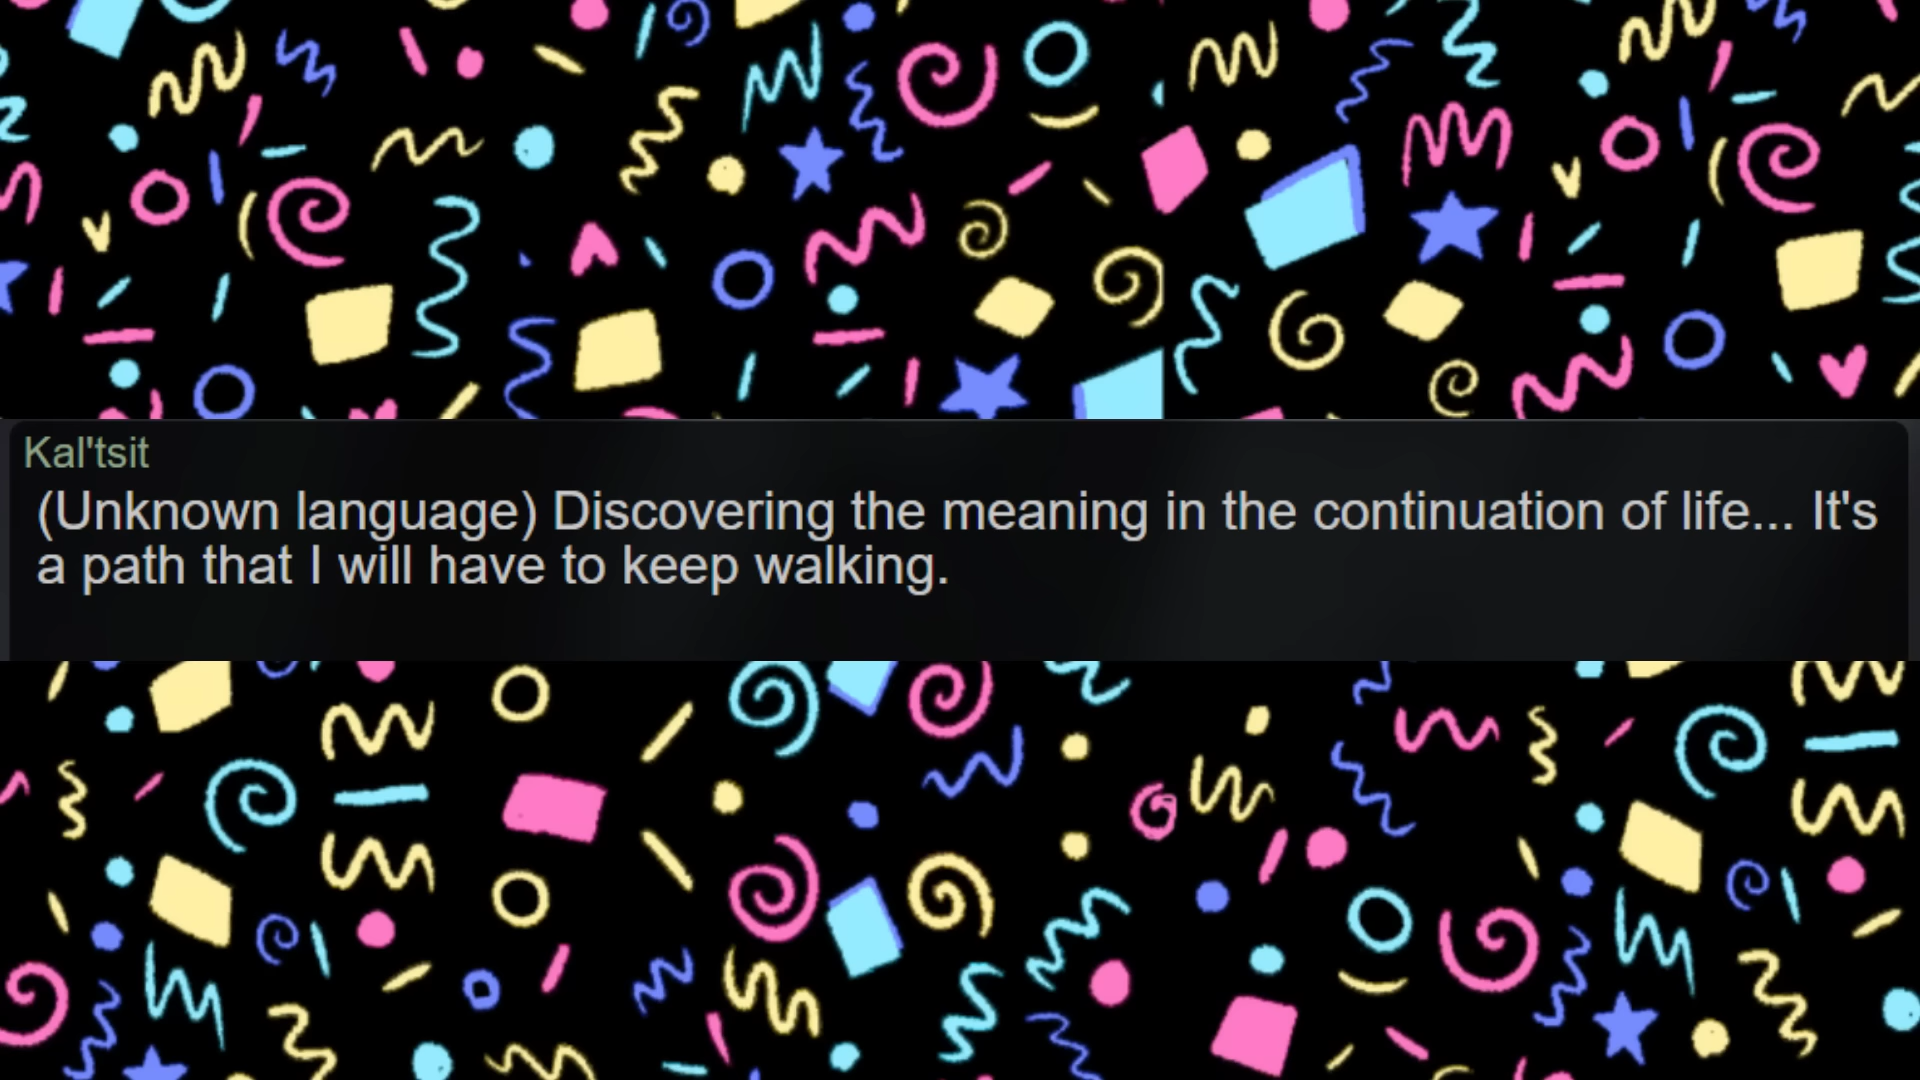 Kal'tsit
(Unknown language) Discovering the meaning in the continuation of life... It's
a path that I will have to keep walking.